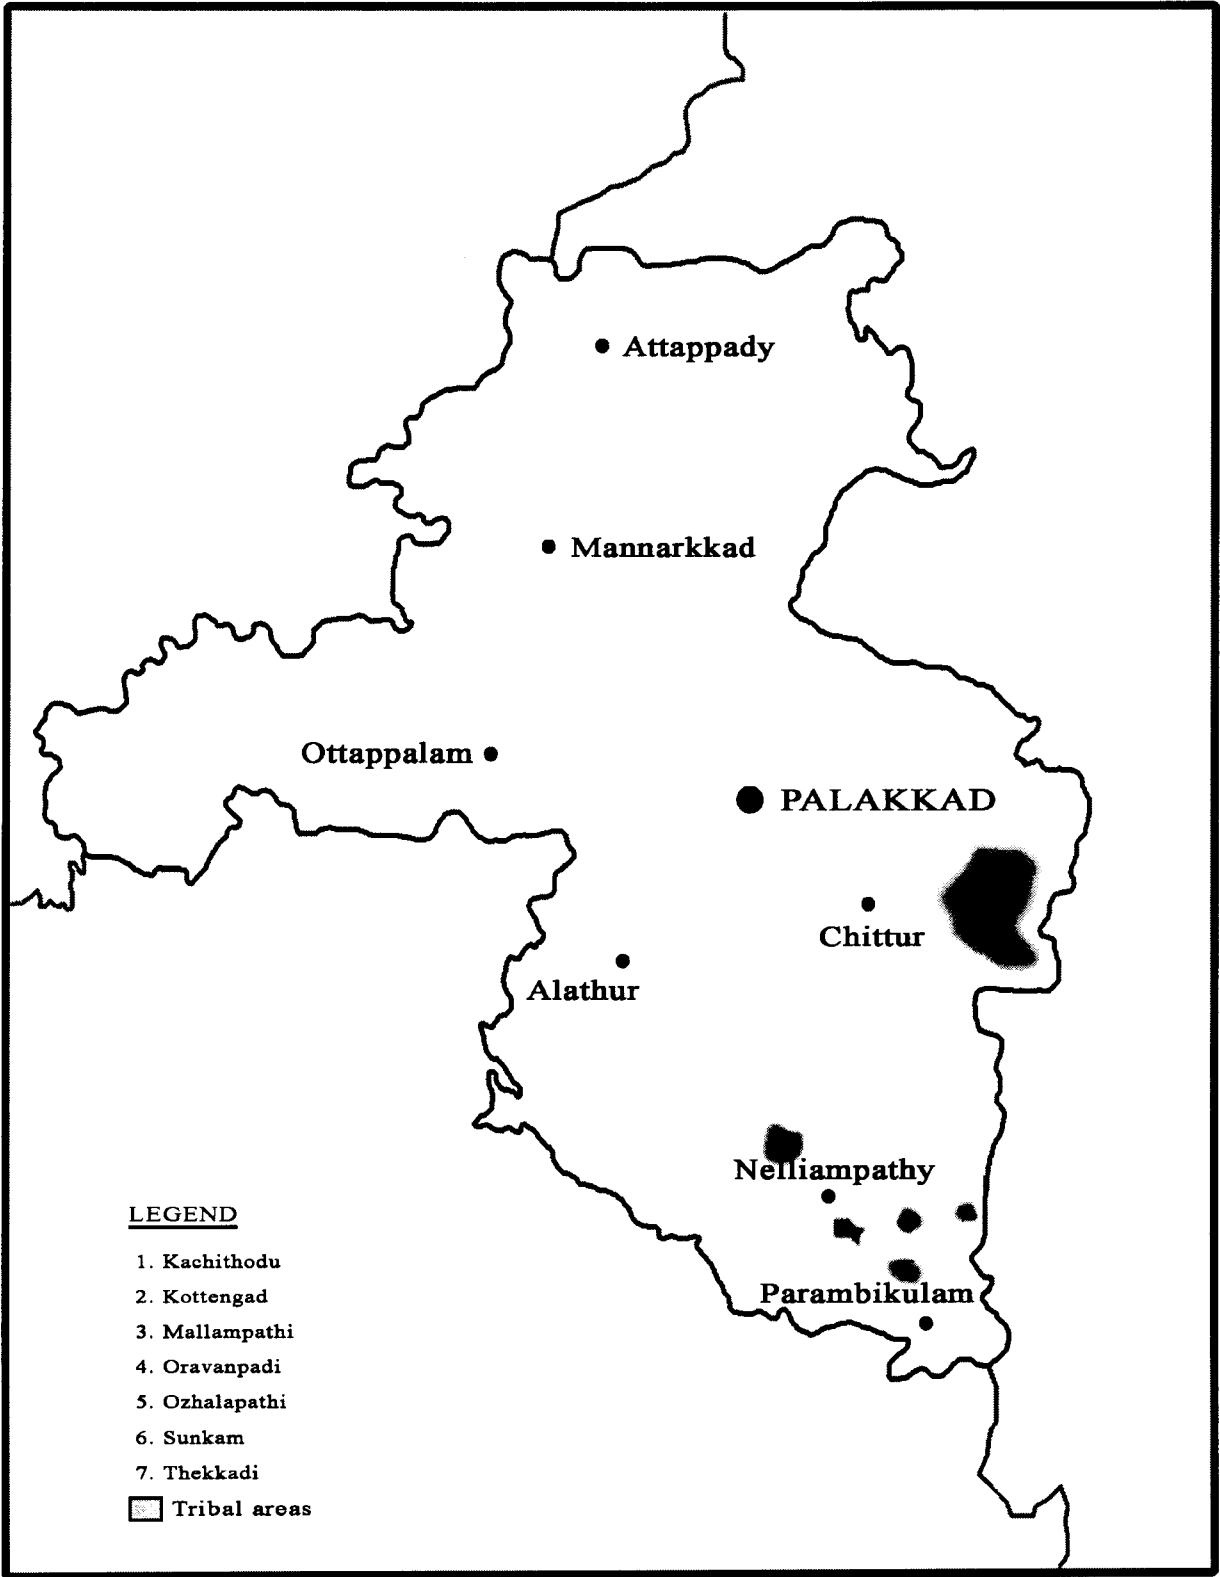 Attappady
Mannarkkad
Ottappalam
PALAKKAD
Chittur
Alathur
Nelliampathy
Parambikulam
LEGEND
1. Kachithodu
2. Kottengad
3. Mallampathi
4. Oravanpadi
5. Ozhalapathi
6. Sunkam
7. Thekkadi
Tribal areas